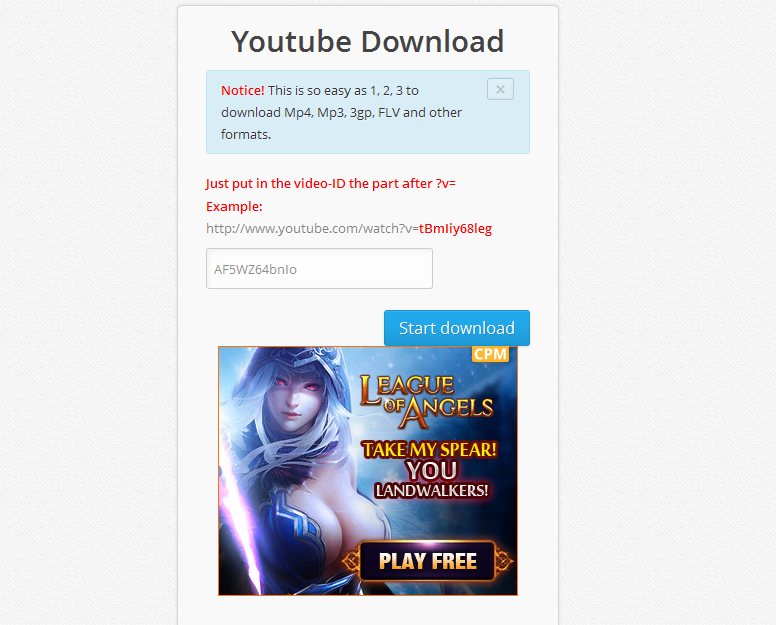 Youtube Download
Notice! This is so easy as 1, 2, 3 to
×
download Mp4, Mp3, 3gp, FLV and other
formats.
Just put in the video-ID the part after ?v=
Example:
http://www.youtube.com/watch?v=tBmIiy68leg
AF5WZ64bnIo
Start download
CPM
LEAGUE
OF ANGELS
TAKE MY SPEAR!
YOU
LANDWALKERS!
PLAY FREE